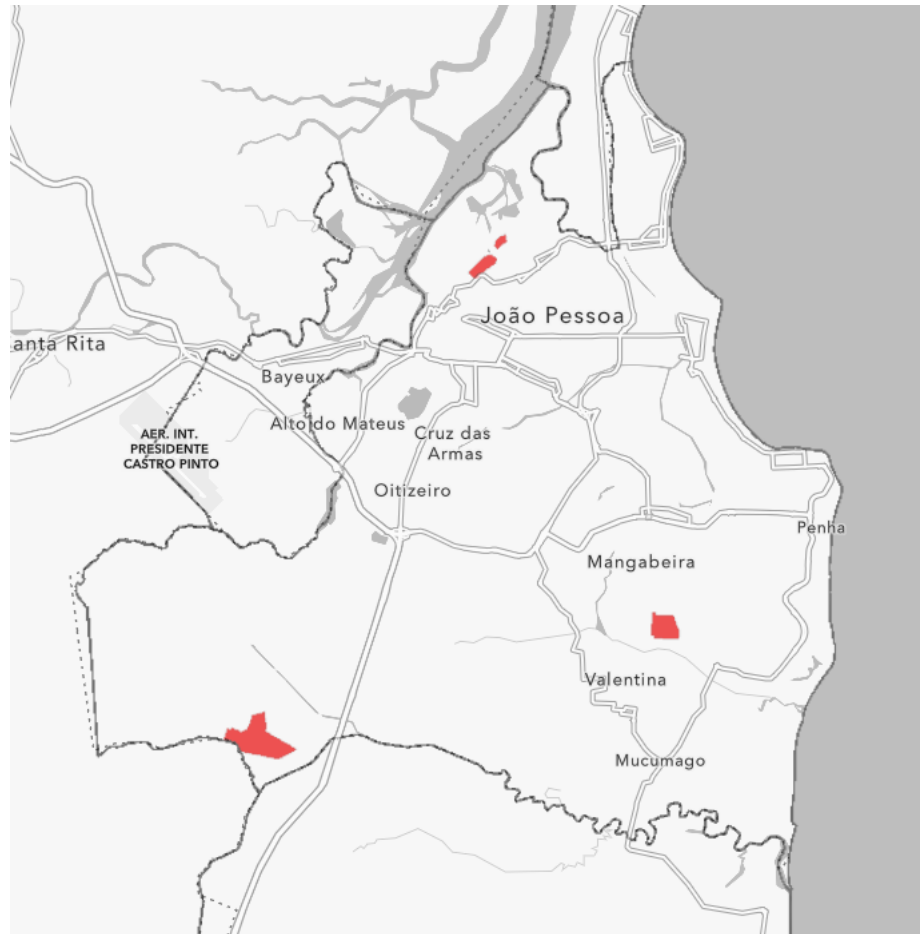 João Pessoa
anta Rita
Bayeux
Alto do Mateus
Cruz das
Armas
AER. INT.
PRESIDENTE
CASTRO PINTO
Oitizeiro
Penha
Mangabeira
Valentina
Mucumago